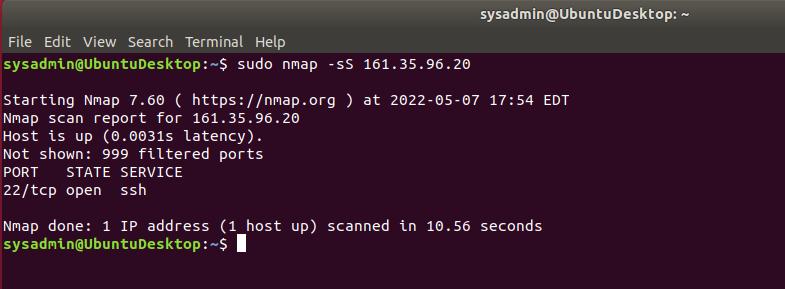 sysadmin@UbuntuDesktop: ~
File Edit View Search Terminal Help
sysadmin@UbuntuDesktop:~$ sudo nmap -sS 161.35.96.20
Starting Nmap 7.60 ( https://nmap.org ) at 2022-05-07 17:54 EDT
Nmap scan report for 161.35.96.20
Host is up (0.0031s latency).
Not shown: 999 filtered ports
PORT   STATE SERVICE
22/tcp open  ssh
Nmap done: 1 IP address (1 host up) scanned in 10.56 seconds
sysadmin@UbuntuDesktop:~$